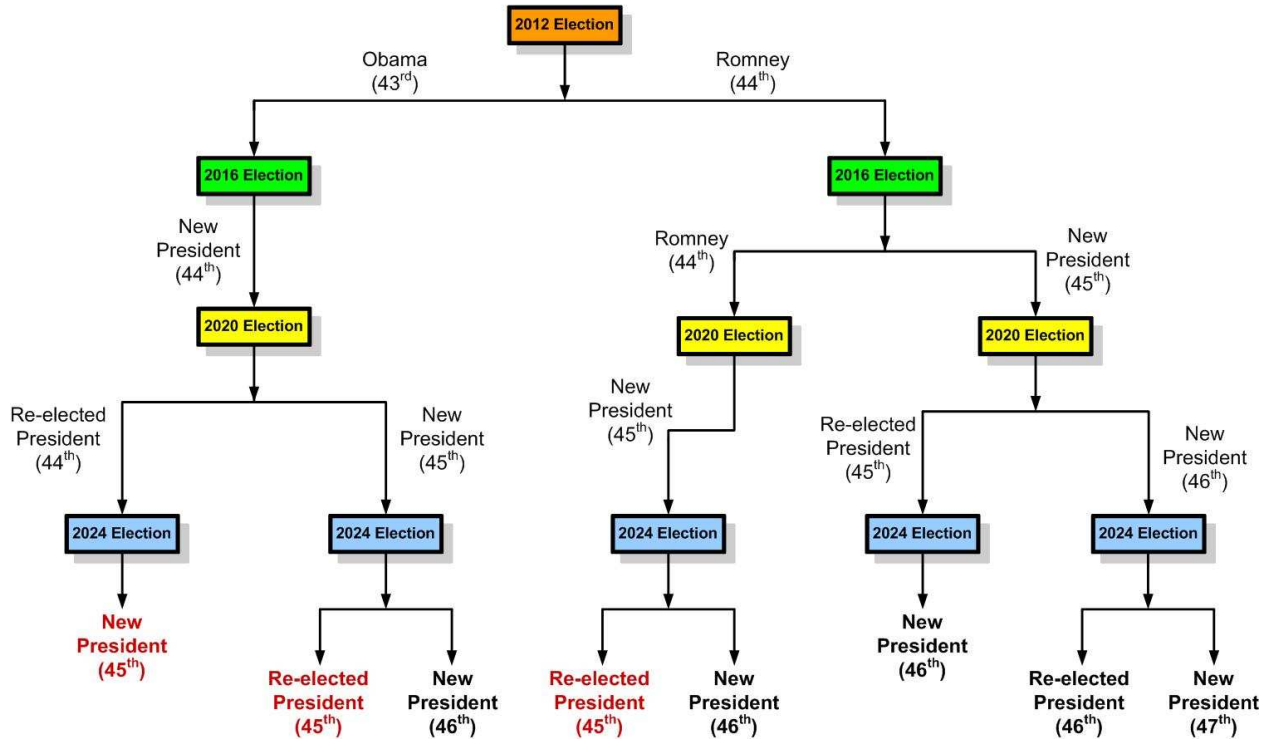 2012 Election
Obama
(43rd)
Romney
(44th)
2016 Election
2016 Election
New
President
(44th)
Romney
(44th)
New
President
(45th)
2020 Election
2020 Election
2020 Election
Re-elected
President
(44th)
New
President
(45th)
New
President
(45th)
Re-elected
President
(45th)
New
President
(46th)
2024 Election
2024 Election
2024 Election
2024 Election
2024 Election
New
President
(45th)
Re-elected
President
(45th)
New
President
(46th)
Re-elected
President
(45th)
New
President
(46th)
New
President
(46th)
Re-elected
President
(46th)
New
President
(47th)